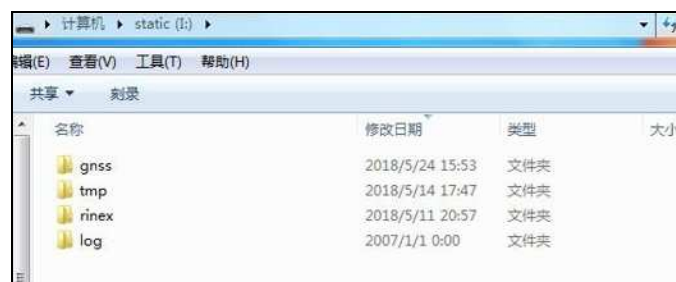 计算机 static (I:)
编辑(E) 查看(V) 工具(T) 帮助(H)
共享 刻录
名称 修改日期 类型 大小
gnss 2018/5/24 15:53 文件夹
tmp 2018/5/14 17:47 文件夹
rinex 2018/5/11 20:57 文件夹
log 2007/1/1 0:00 文件夹